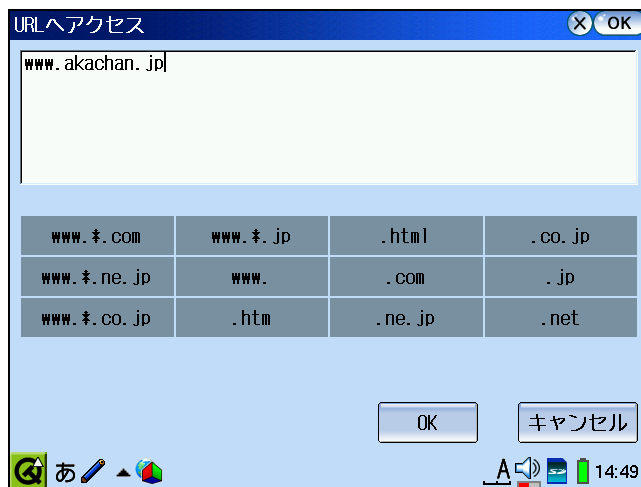 URLへアクセス X OK
www.akachan.jp
www.*.com www.*.jp .html .co.jp
www.*.ne.jp www. .com .jp
www.*.co.jp .htm .ne.jp .net
OK キャンセル
Q あ A 14:49